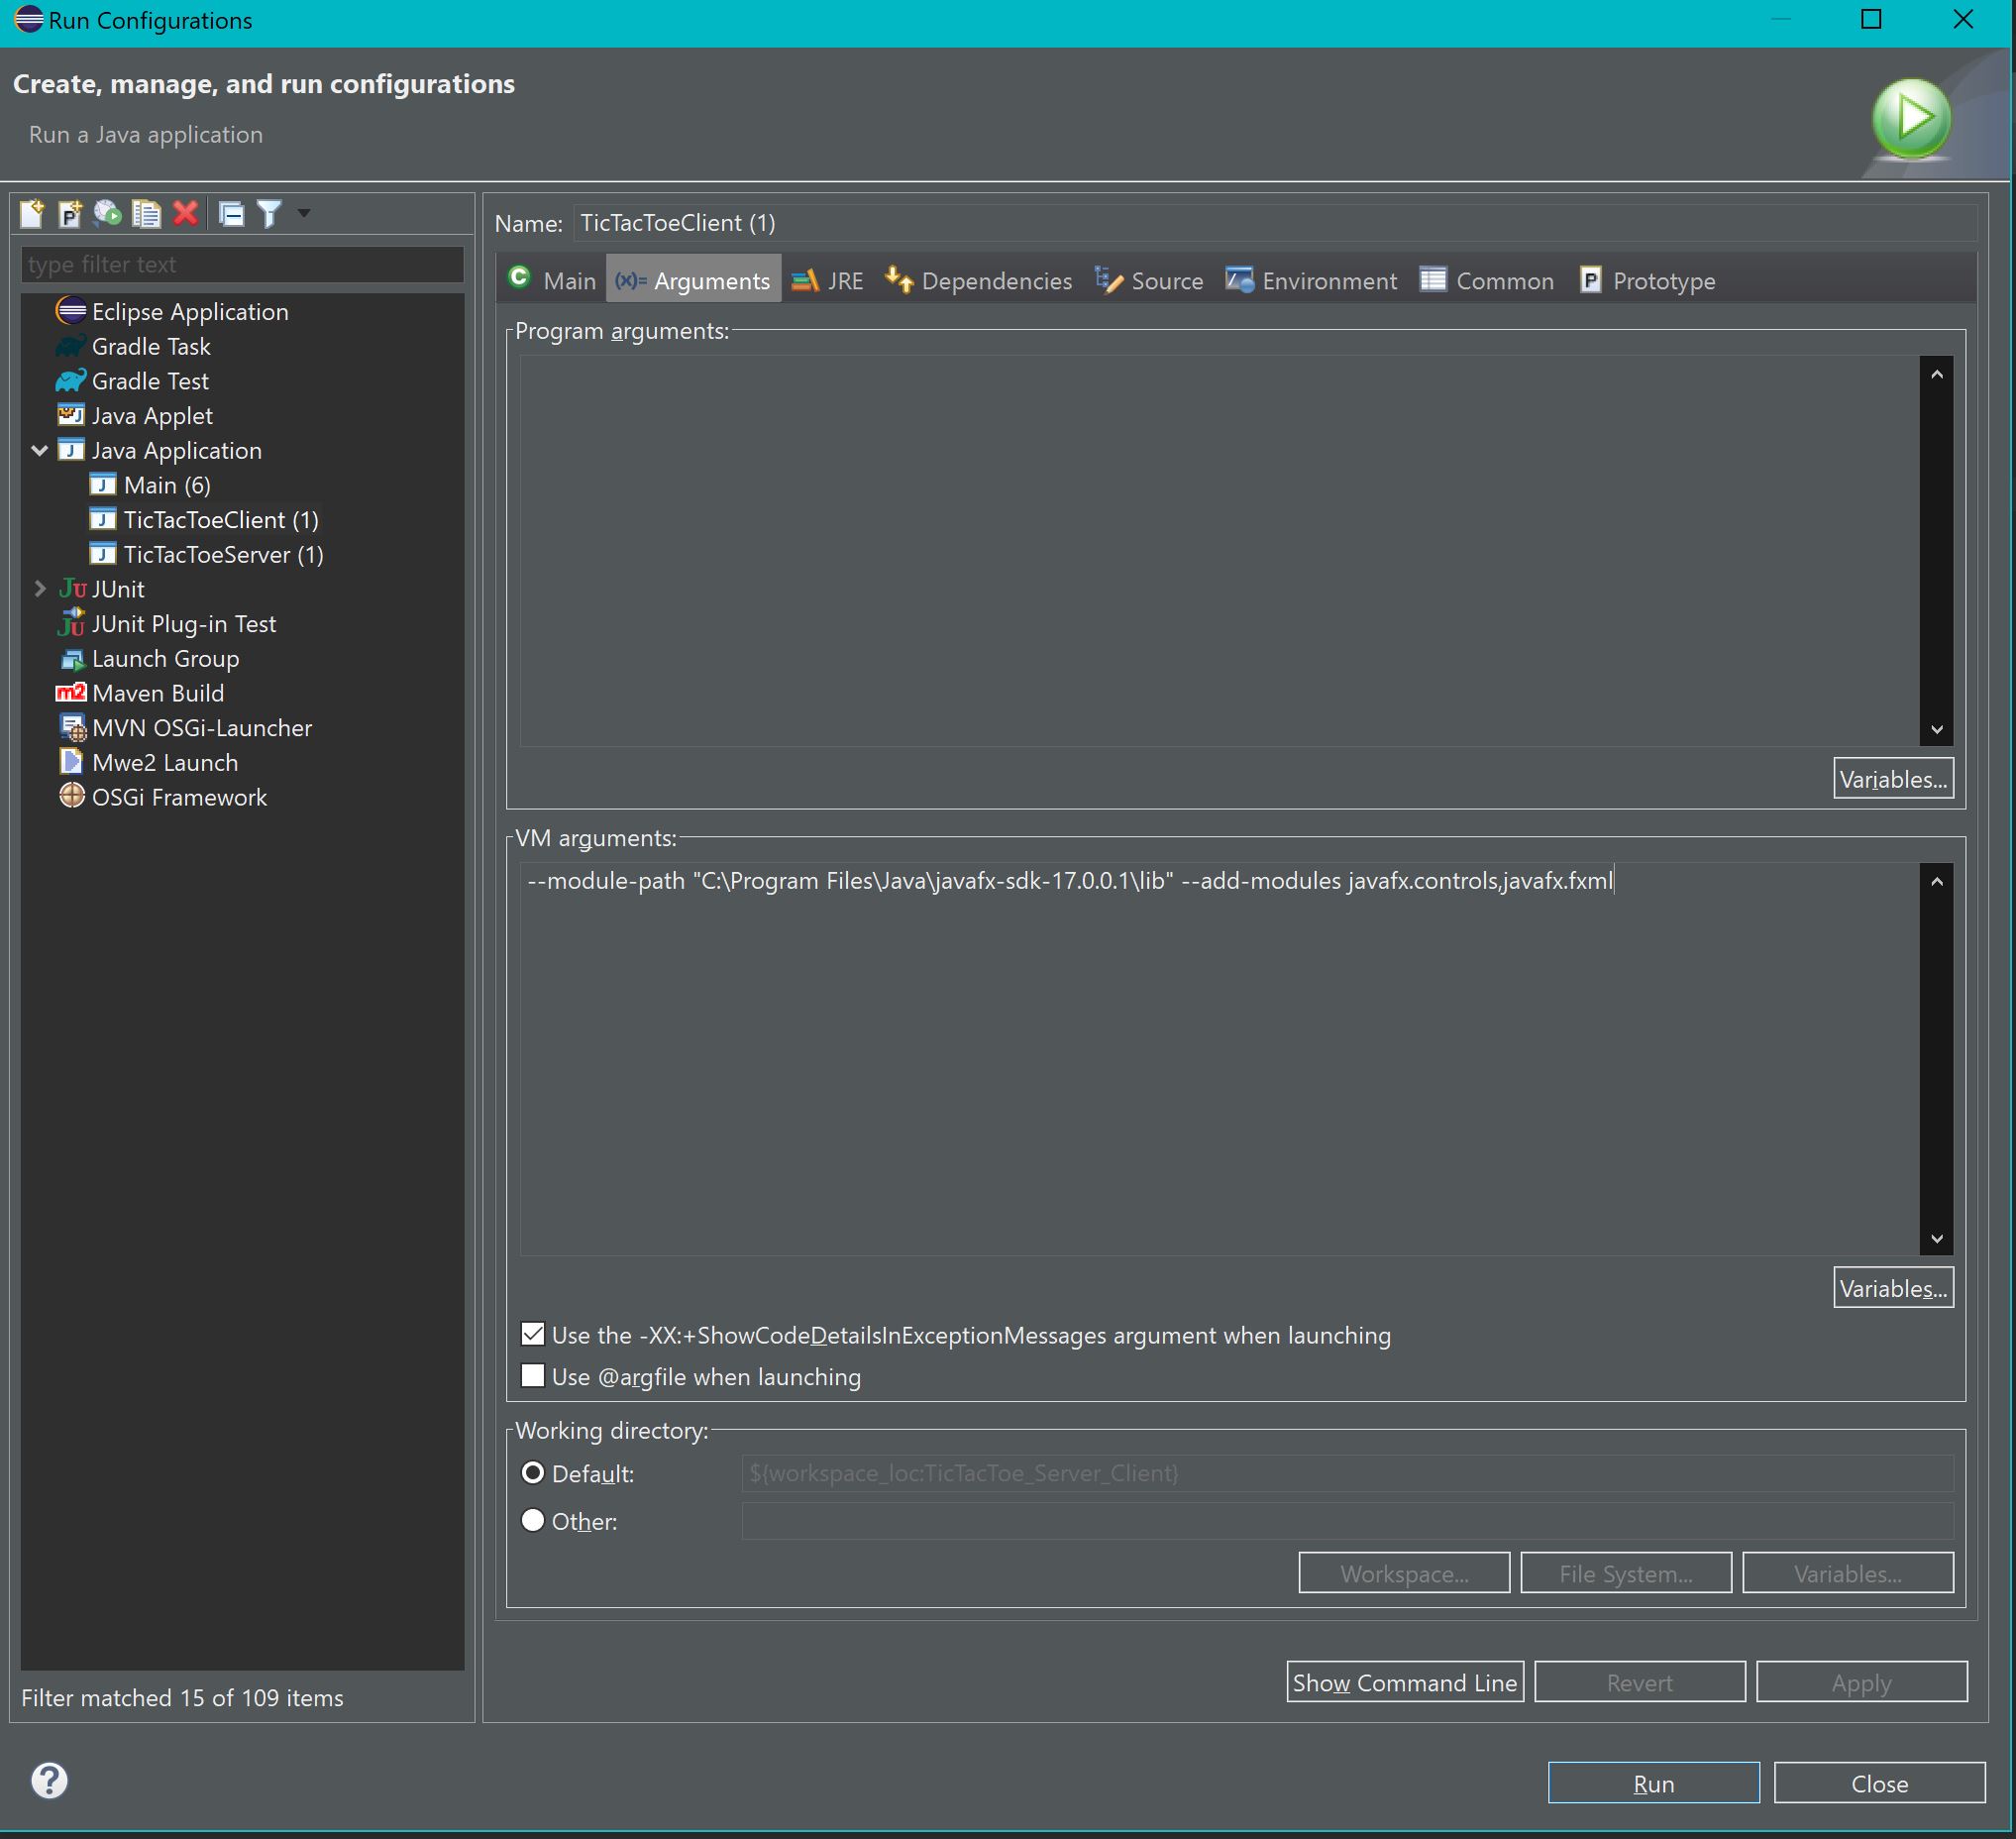 Run Configurations
Create, manage, and run configurations
Run a Java application
type filter text
Eclipse Application
Gradle Task
Gradle Test
Java Applet
Java Application
Main (6)
TicTacToeClient (1)
TicTacToeServer (1)
JUnit
JUnit Plug-in Test
Launch Group
Maven Build
MVN OSGi-Launcher
Mwe2 Launch
OSGi Framework
Filter matched 15 of 109 items
Name: TicTacToeClient (1)
Main (x)= Arguments JRE Dependencies Source Environment Common Prototype
Program arguments:
Variables...
VM arguments:
--module-path "C:\Program Files\Java\javafx-sdk-17.0.0.1\lib" --add-modules javafx.controls,javafx.fxml
Variables...
Use the -XX:+ShowCodeDetailsInExceptionMessages argument when launching
Use @argfile when launching
Working directory:
Default: ${workspace_loc:TicTacToe_Server_Client}
Other:
Workspace... File System... Variables...
Show Command Line Revert Apply
Run Close